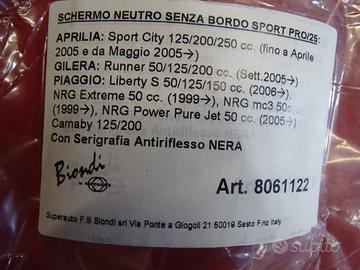 SCHERMO NEUTRO SENZA BORDO SPORT PRO/25:
APRILIA: Sport City 125/200/250 cc. (fino a Aprile
2005 e da Maggio 2005→)
GILERA: Runner 50/125/200 cc. (Sett.2005→)
PIAGGIO: Liberty S 50/125/150 cc. (2006→),
NRG Extreme 50 cc. (1999→), NRG mc3 50cc.
(1999→), NRG Power Pure Jet 50 cc. (2005→)
Carnaby 125/200
Con Serigrafia Antiriflesso NERA
Biondi
Art. 8061122
Superauto F.lli Biondi srl Via Ponte a Giogoli 21 50019 Sesto F.no Italy
subito